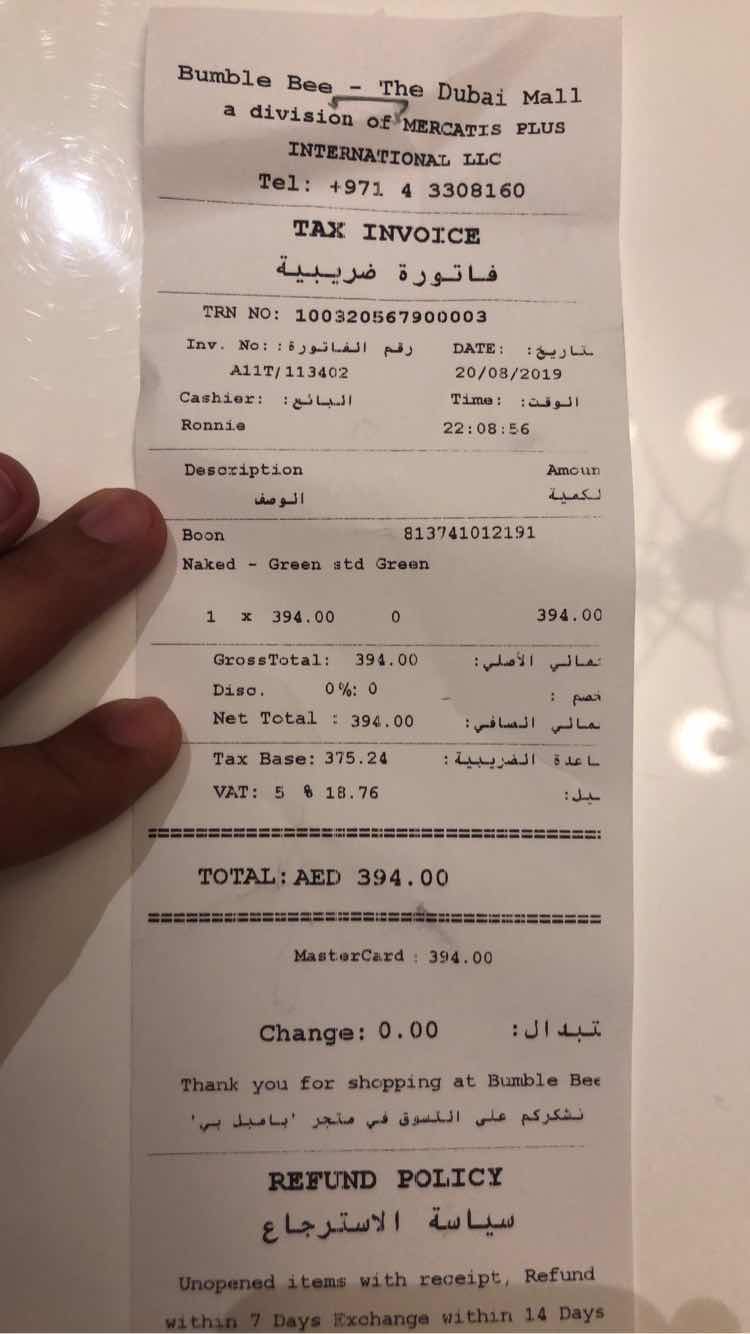 Bumble Bee - The Dubai Mall
a division of MERCATIS PLUS
INTERNATIONAL LLC
Tel: +971 4 3308160
TAX INVOICE
فاتورة ضريبية
TRN NO: 100320567900003
Inv. No: رقم الفاتورة: DATE: تاريخ:
A11T/113402 20/08/2019
Cashier: البائع: Time: الوقت:
Ronnie 22:08:56
Description Amoun
الوصف لكمية
Boon 813741012191
Naked - Green std Green
1 x 394.00 0 394.00
GrossTotal: 394.00 مالي الأصلي:
Disc. 0%: 0 خصم :
Net Total : 394.00 مالي الصافي:
Tax Base: 375.24 اعدة الضريبية:
VAT: 5 % 18.76
TOTAL: AED 394.00
MasterCard : 394.00
Change: 0.00 تبدال:
Thank you for shopping at Bumble Bee
نشكركم على التسوق في متجر 'بامبل بي'
REFUND POLICY
سياسة الاسترجاع
Unopened items with receipt, Refund
within 7 Days Exchange within 14 Days